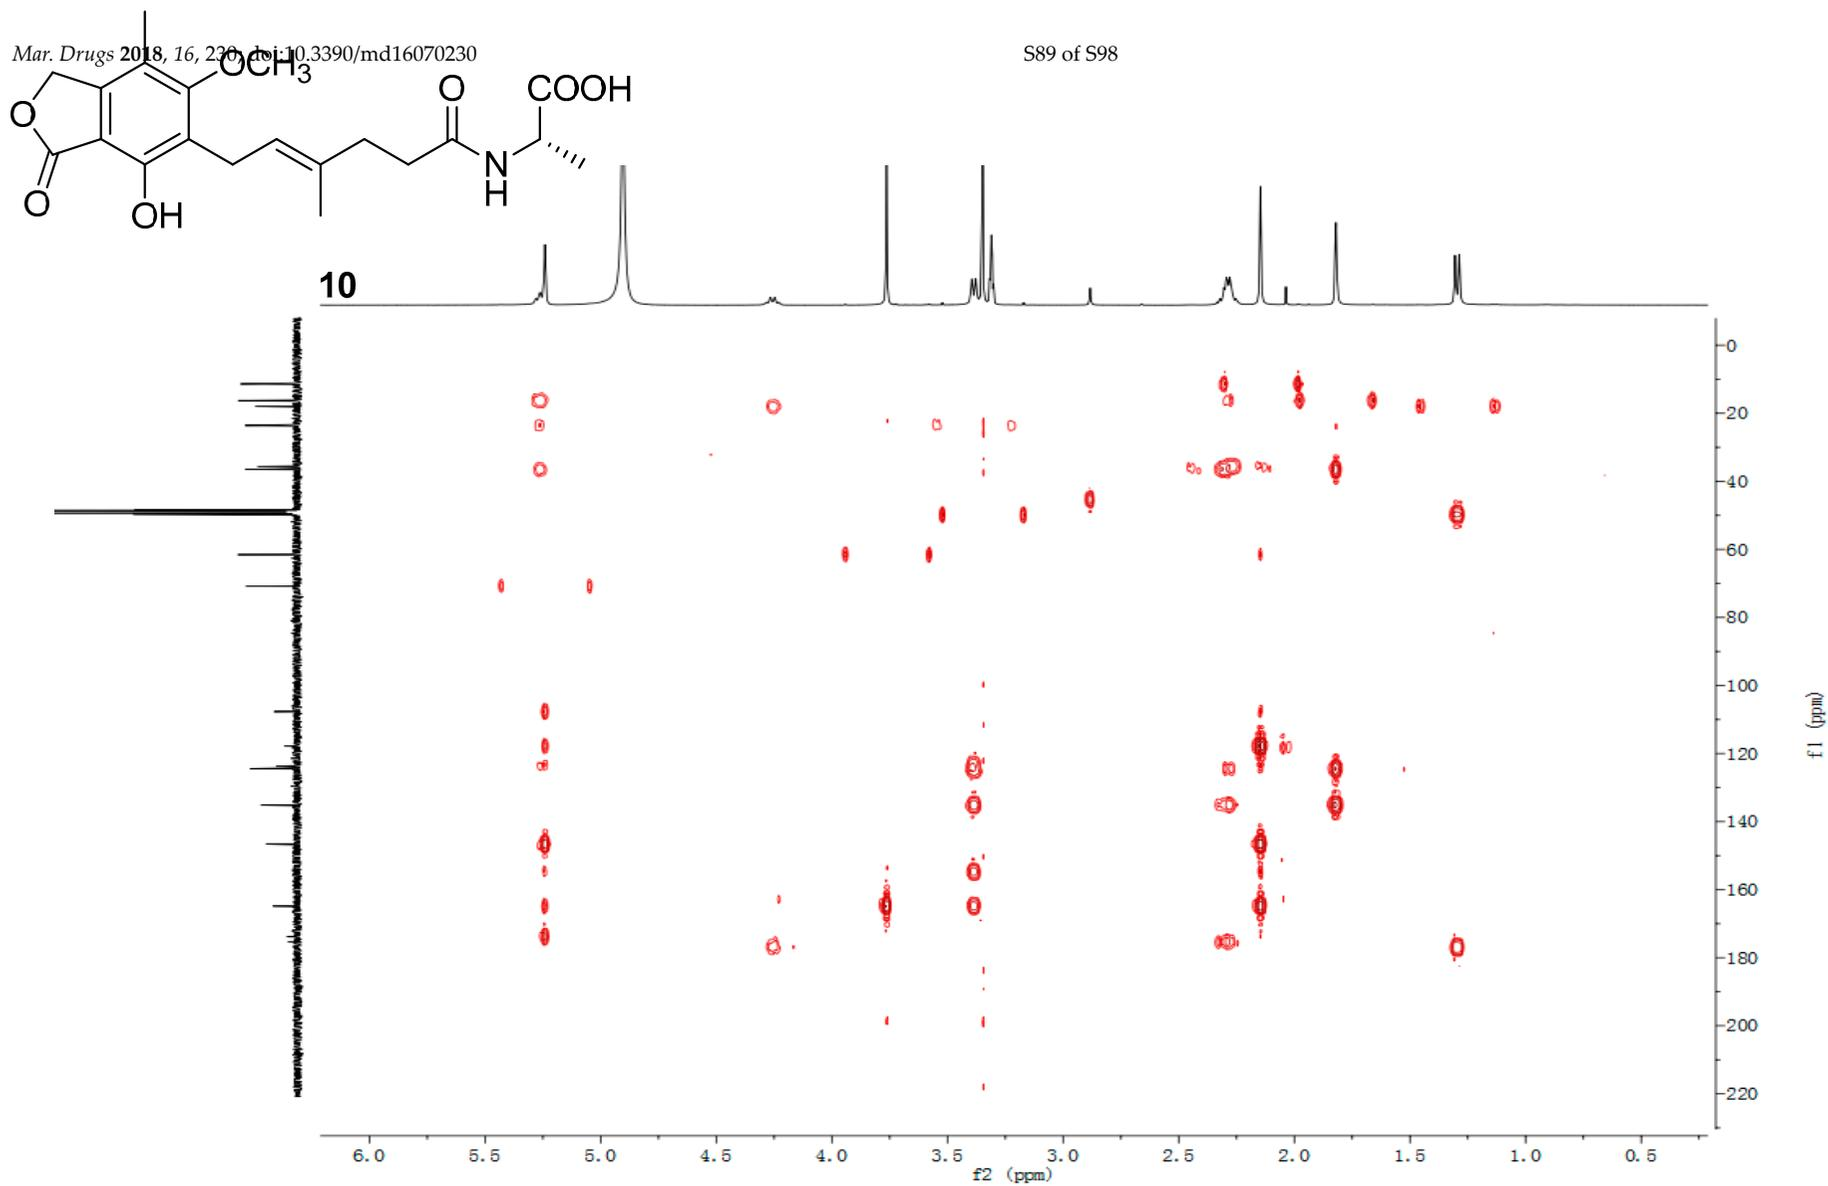 Mar. Drugs 2018, 16, 230; doi:10.3390/md16070230
S89 of S98
OCH3
O
O
COOH
O
N
H
OH
10
0
20
40
60
80
100
120
140
160
180
200
220
f1 (ppm)
6.0 5.5 5.0 4.5 4.0 3.5 3.0 2.5 2.0 1.5 1.0 0.5
f2 (ppm)